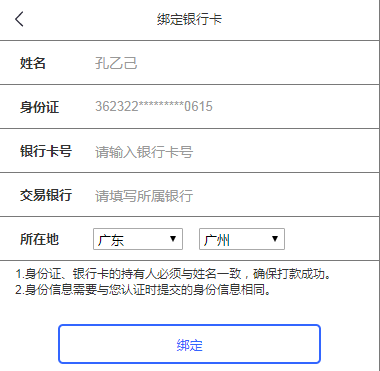 绑定银行卡
姓名 孔乙己
身份证 362322*********0615
银行卡号 请输入银行卡号
交易银行 请填写所属银行
所在地 广东 广州
1.身份证、银行卡的持有人必须与姓名一致，确保打款成功。
2.身份信息需要与您认证时提交的身份信息相同。
绑定